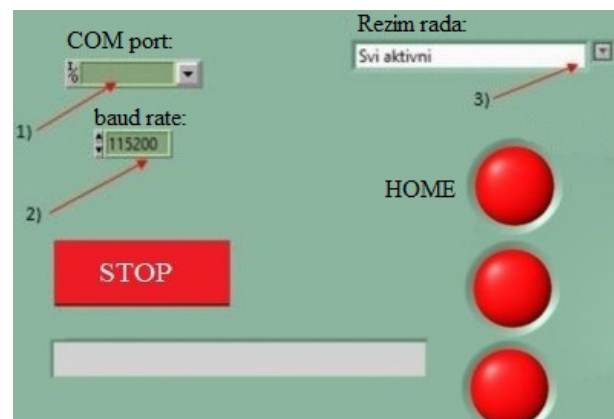 COM port:
Rezim rada:
I/O
Svi aktivni
1)
3)
baud rate:
115200
2)
HOME
STOP